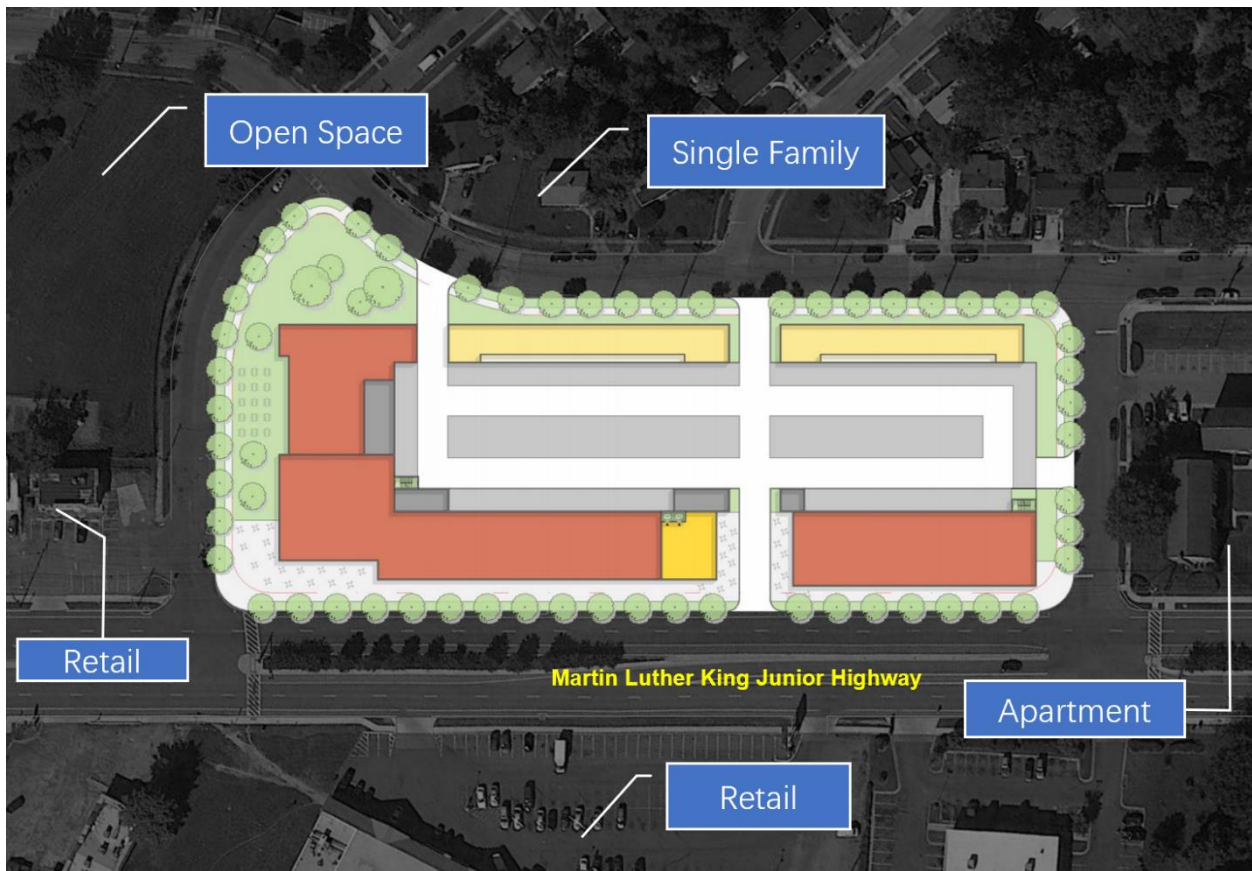 Open Space
Single Family
Retail
Martin Luther King Junior Highway
Apartment
Retail